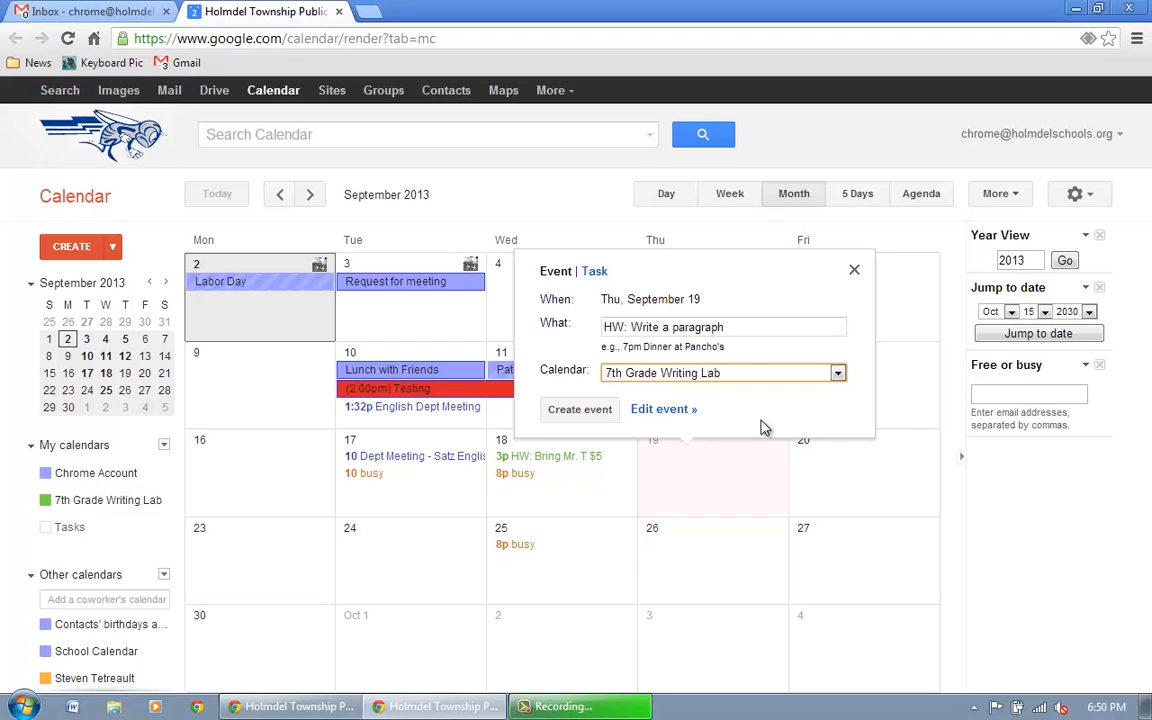 Inbox - chrome@holmdel
Holmdel Township Public
https://www.google.com/calendar/render?tab=mc
News
Keyboard Pic
Gmail
Search
Images
Mail
Drive
Calendar
Sites
Groups
Contacts
Maps
More
Search Calendar
chrome@holmdelschools.org
Calendar
Today
September 2013
Day
Week
Month
5 Days
Agenda
More
CREATE
September 2013
S M T W T F S
25 26 27 28 29 30 31
1 2 3 4 5 6 7
8 9 10 11 12 13 14
15 16 17 18 19 20 21
22 23 24 25 26 27 28
29 30 1 2 3 4 5
My calendars
Chrome Account
7th Grade Writing Lab
Tasks
Other calendars
Add a coworker's calendar
Contacts' birthdays a...
School Calendar
Steven Tetreault
Mon
Tue
Wed
Thu
Fri
2
3
4
Labor Day
Request for meeting
9
10
11
Lunch with Friends
Pat
(2:00pm) Testing
1:32p English Dept Meeting
16
17
18
19
20
10 Dept Meeting - Satz Englis
3p HW: Bring Mr. T $5
10 busy
8p busy
23
24
25
26
27
8p busy
30
Oct 1
2
3
4
Event | Task
When: Thu, September 19
What: HW: Write a paragraph
e.g., 7pm Dinner at Pancho's
Calendar: 7th Grade Writing Lab
Create event
Edit event »
Year View
2013
Go
Jump to date
Oct 15 2030
Jump to date
Free or busy
Enter email addresses,
separated by commas.
Holmdel Township P...
Holmdel Township P...
Recording...
6:50 PM